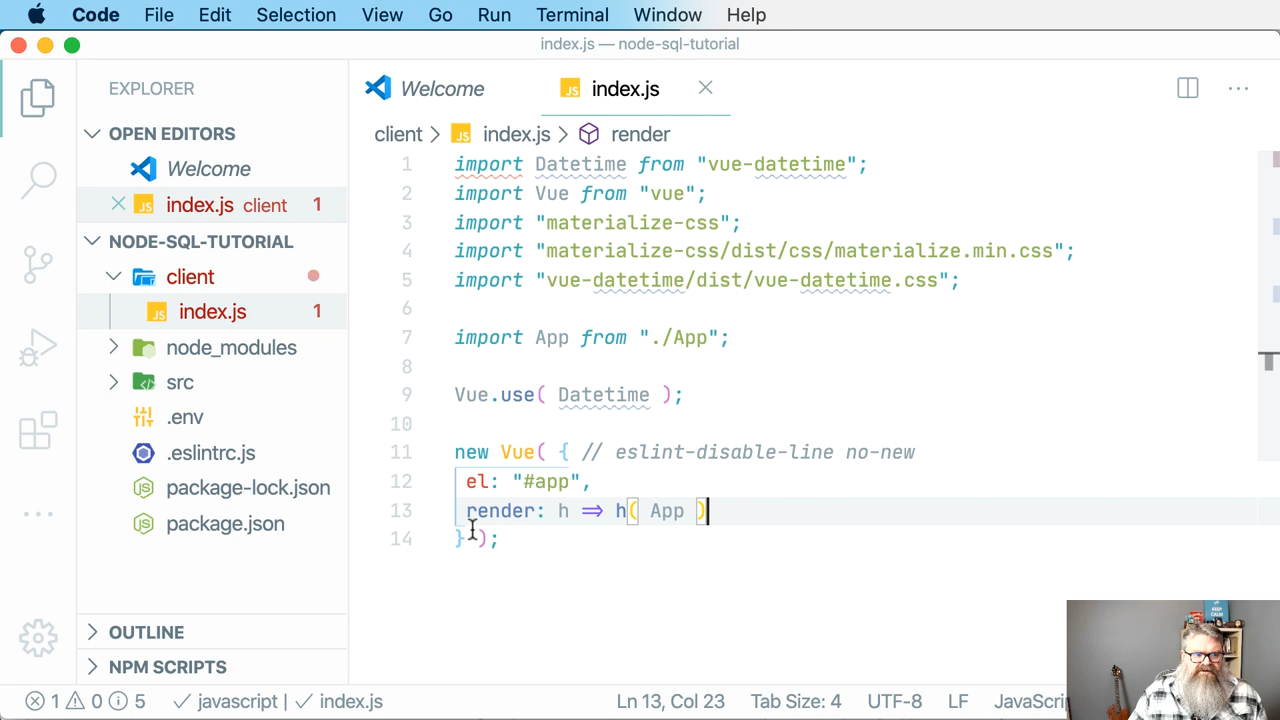 Code File Edit Selection View Go Run Terminal Window Help
index.js — node-sql-tutorial
EXPLORER
OPEN EDITORS
Welcome
index.js client 1
NODE-SQL-TUTORIAL
client
index.js 1
node_modules
src
.env
.eslintrc.js
package-lock.json
package.json
OUTLINE
NPM SCRIPTS
Welcome
JS index.js
client > JS index.js > render
1 import Datetime from "vue-datetime";
2 import Vue from "vue";
3 import "materialize-css";
4 import "materialize-css/dist/css/materialize.min.css";
5 import "vue-datetime/dist/vue-datetime.css";
6
7 import App from "./App";
8
9 Vue.use( Datetime );
10
11 new Vue( { // eslint-disable-line no-new
12 el: "#app",
13 render: h => h( App )
14 } );
KEEP CALM
1 0 5 javascript | index.js Ln 13, Col 23 Tab Size: 4 UTF-8 LF JavaScri